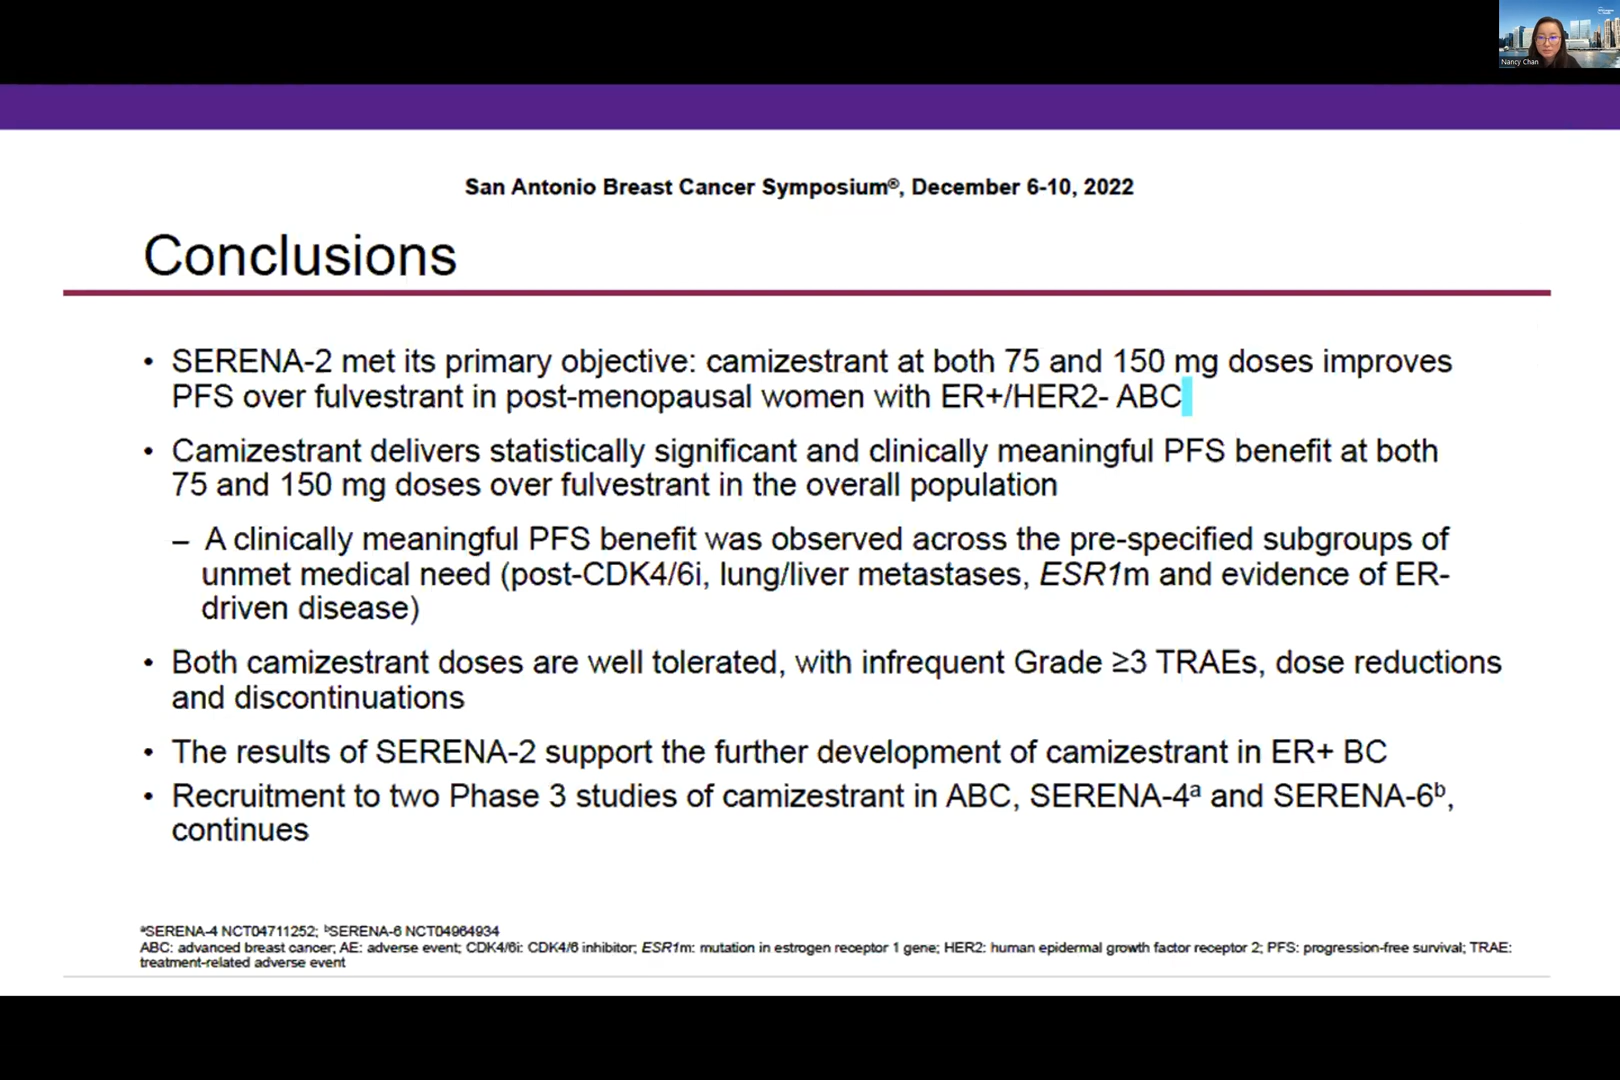 Nancy Chan
San Antonio Breast Cancer Symposium®, December 6-10, 2022
Conclusions
• SERENA-2 met its primary objective: camizestrant at both 75 and 150 mg doses improves
PFS over fulvestrant in post-menopausal women with ER+/HER2- ABC
• Camizestrant delivers statistically significant and clinically meaningful PFS benefit at both
75 and 150 mg doses over fulvestrant in the overall population
– A clinically meaningful PFS benefit was observed across the pre-specified subgroups of
unmet medical need (post-CDK4/6i, lung/liver metastases, ESR1m and evidence of ER-
driven disease)
• Both camizestrant doses are well tolerated, with infrequent Grade ≥3 TRAEs, dose reductions
and discontinuations
• The results of SERENA-2 support the further development of camizestrant in ER+ BC
• Recruitment to two Phase 3 studies of camizestrant in ABC, SERENA-4ᵃ and SERENA-6ᵇ,
continues
ᵃSERENA-4 NCT04711252; ᵇSERENA-6 NCT04964934
ABC: advanced breast cancer; AE: adverse event; CDK4/6i: CDK4/6 inhibitor; ESR1m: mutation in estrogen receptor 1 gene; HER2: human epidermal growth factor receptor 2; PFS: progression-free survival; TRAE:
treatment-related adverse event